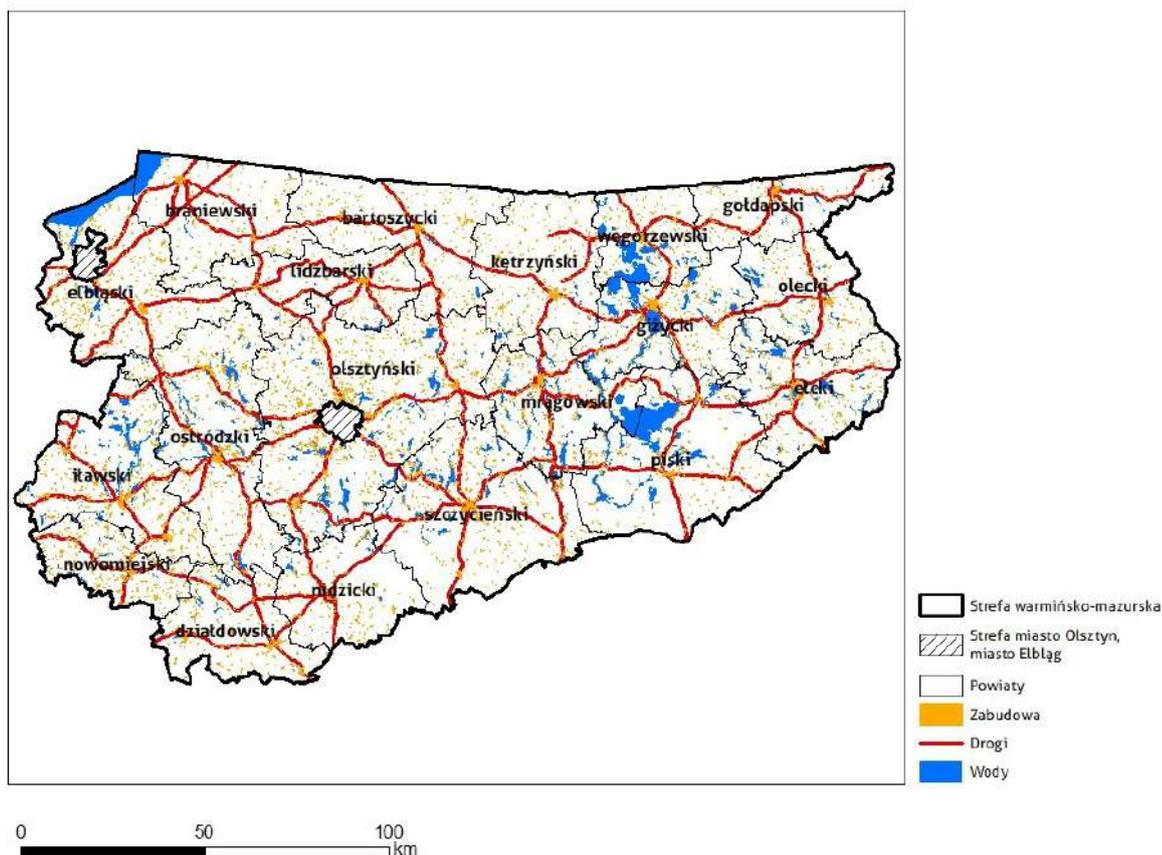 braniewski
bartoszycki
gołdapski
węgorzewski
kętrzyński
lidzbarski
elbląski
olecki
giżycki
olsztyński
mrągowski
ełcki
ostródzki
piski
iławski
szczycieński
nowomiejski
nidzicki
działdowski
Strefa warmińsko-mazurska
Strefa miasto Olsztyn,
miasto Elbląg
Powiaty
Zabudowa
Drogi
Wody
0 50 100
km